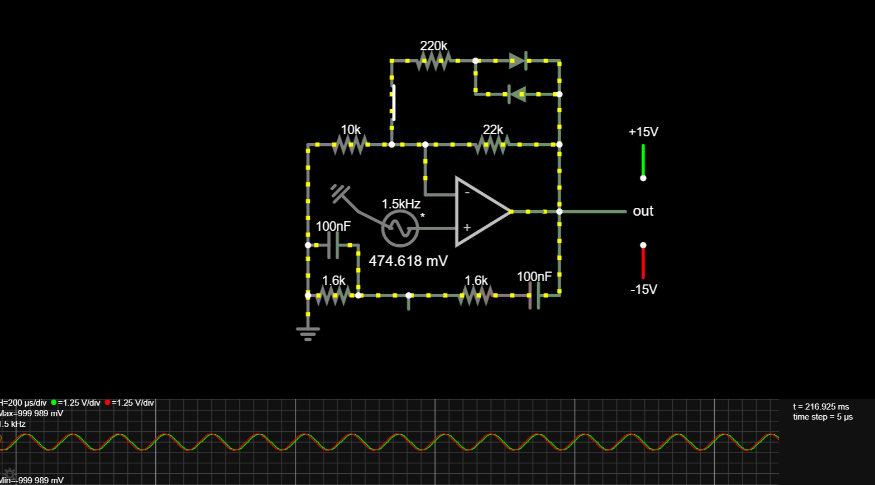 220k
+15V
10k
22k
-
1.5kHz
*
out
100nF
+
474.618 mV
1.6k
1.6k
100nF
-15V
H=200 µs/div =1.25 V/div =1.25 V/div
Max=999.989 mV
1.5 kHz
Min=-999.989 mV
t = 216.925 ms
time step = 5 µs